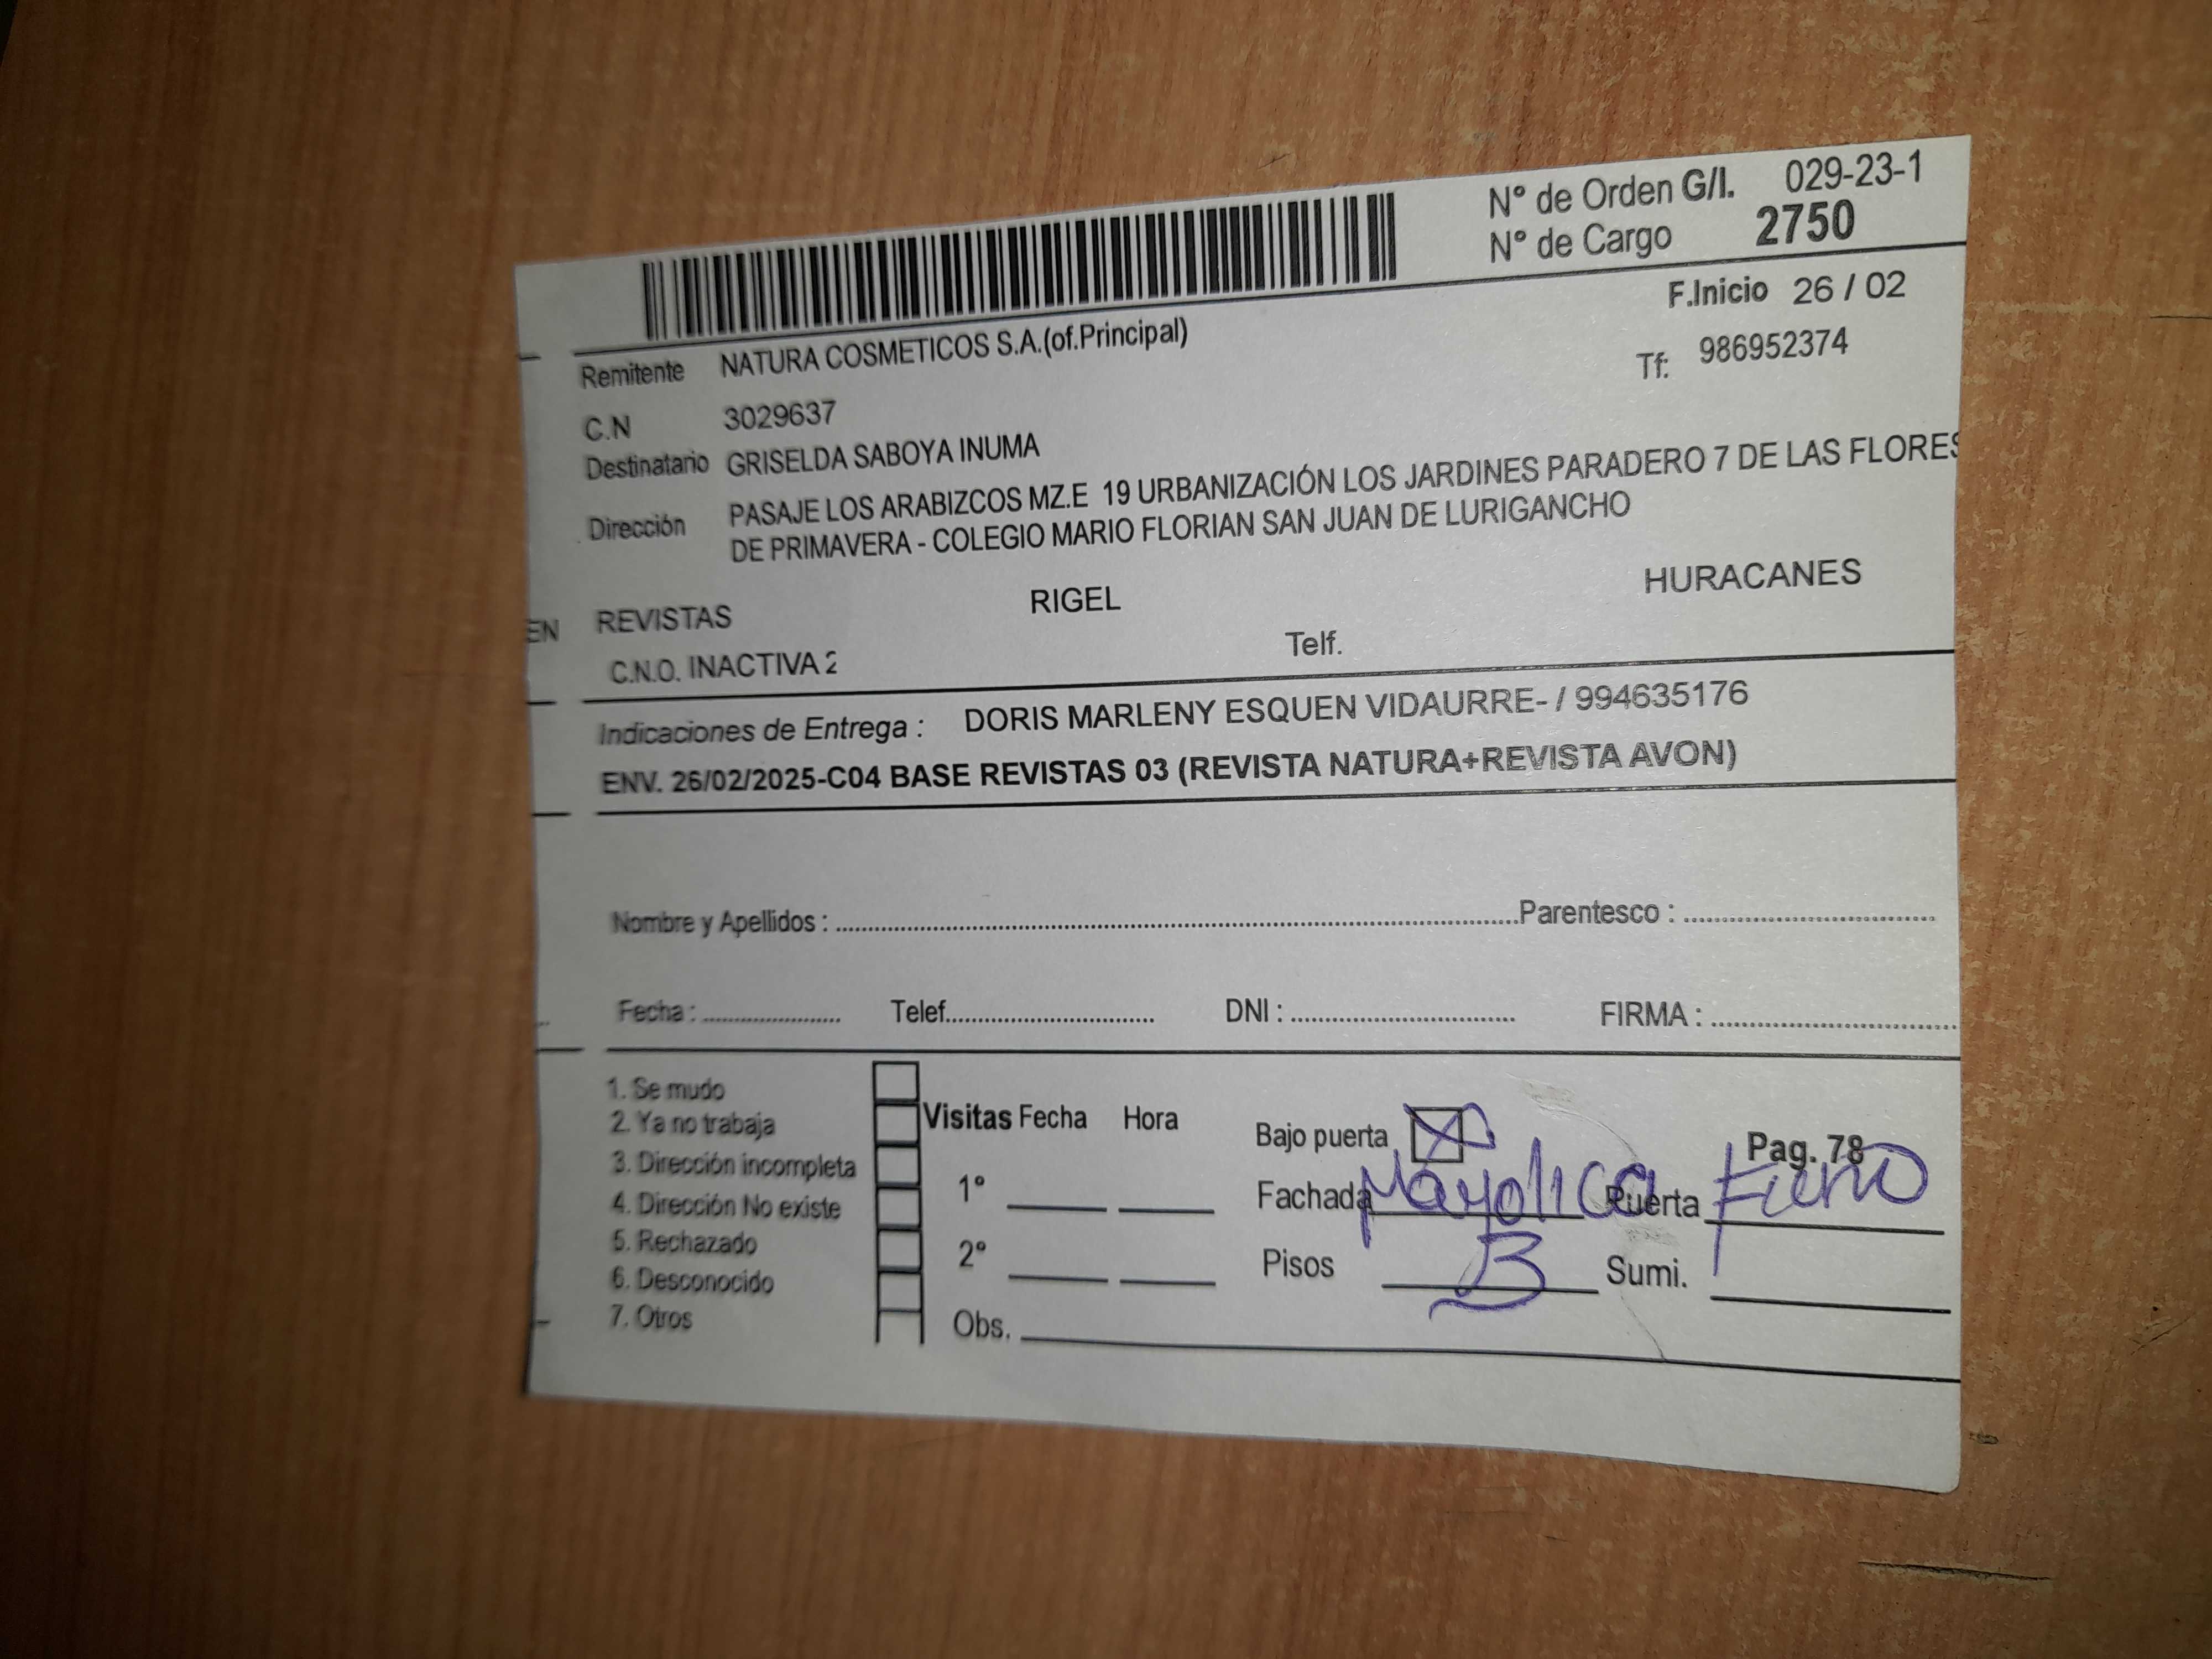 N° de Orden G/I. 029-23-1
N° de Cargo 2750
F.Inicio 26 / 02
Remitente NATURA COSMETICOS S.A.(of.Principal)
Tf: 986952374
C.N 3029637
Destinatario GRISELDA SABOYA INUMA
Dirección PASAJE LOS ARABIZCOS MZ.E 19 URBANIZACIÓN LOS JARDINES PARADERO 7 DE LAS FLORES
DE PRIMAVERA - COLEGIO MARIO FLORIAN SAN JUAN DE LURIGANCHO
EN REVISTAS RIGEL HURACANES
C.N.O. INACTIVA 2 Telf.
Indicaciones de Entrega : DORIS MARLENY ESQUEN VIDAURRE- / 994635176
ENV. 26/02/2025-C04 BASE REVISTAS 03 (REVISTA NATURA+REVISTA AVON)
Nombre y Apellidos : Parentesco :
Fecha : Telef. DNI : FIRMA :
1. Se mudo
2. Ya no trabaja
3. Dirección incompleta
4. Dirección No existe
5. Rechazado
6. Desconocido
7. Otros
Visitas Fecha Hora
1°
2°
Obs.
Bajo puerta
Pag. 78
Fachada Mayolica Puerta
Pisos 3 Sumi.